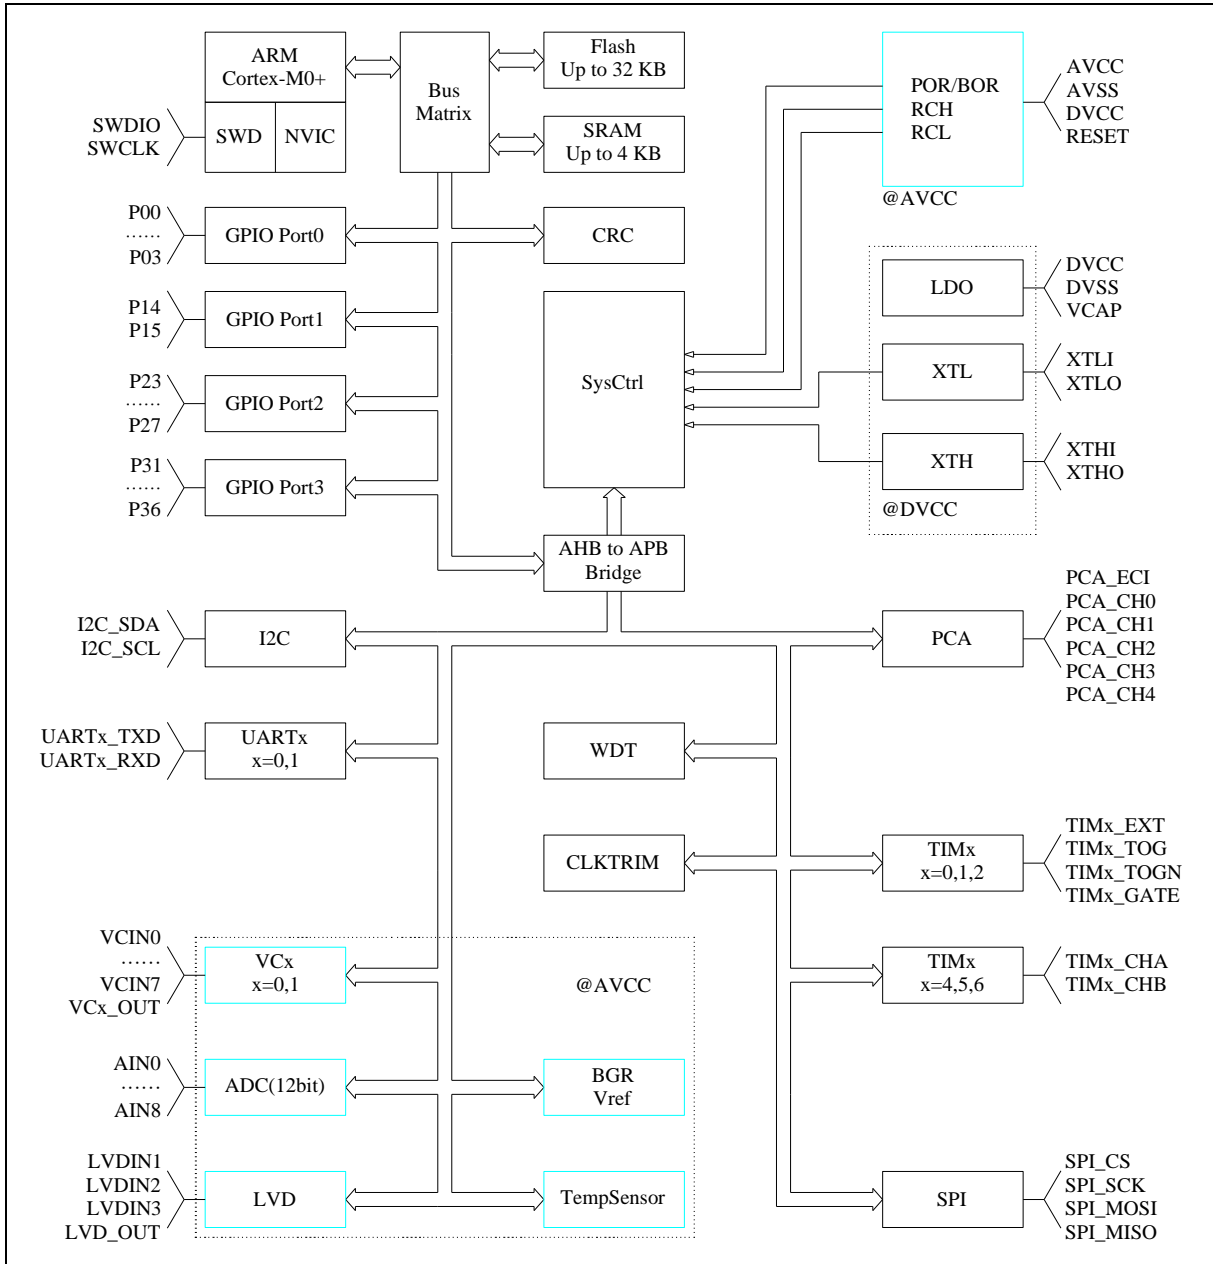 ARM
Cortex-M0+
SWD
NVIC
SWDIO
SWCLK
Bus
Matrix
Flash
Up to 32 KB
SRAM
Up to 4 KB
POR/BOR
RCH
RCL
@AVCC
AVCC
AVSS
DVCC
RESET
P00
......
P03
GPIO Port0
CRC
P14
P15
GPIO Port1
P23
......
P27
GPIO Port2
P31
......
P36
GPIO Port3
SysCtrl
LDO
DVCC
DVSS
VCAP
XTL
XTLI
XTLO
XTH
XTHI
XTHO
@DVCC
AHB to APB
Bridge
I2C_SDA
I2C_SCL
I2C
PCA
PCA_ECI
PCA_CH0
PCA_CH1
PCA_CH2
PCA_CH3
PCA_CH4
UARTx_TXD
UARTx_RXD
UARTx
x=0,1
WDT
CLKTRIM
TIMx
x=0,1,2
TIMx_EXT
TIMx_TOG
TIMx_TOGN
TIMx_GATE
VCIN0
......
VCIN7
VCx_OUT
VCx
x=0,1
@AVCC
TIMx
x=4,5,6
TIMx_CHA
TIMx_CHB
AIN0
......
AIN8
ADC(12bit)
BGR
Vref
LVDIN1
LVDIN2
LVDIN3
LVD_OUT
LVD
TempSensor
SPI
SPI_CS
SPI_SCK
SPI_MOSI
SPI_MISO